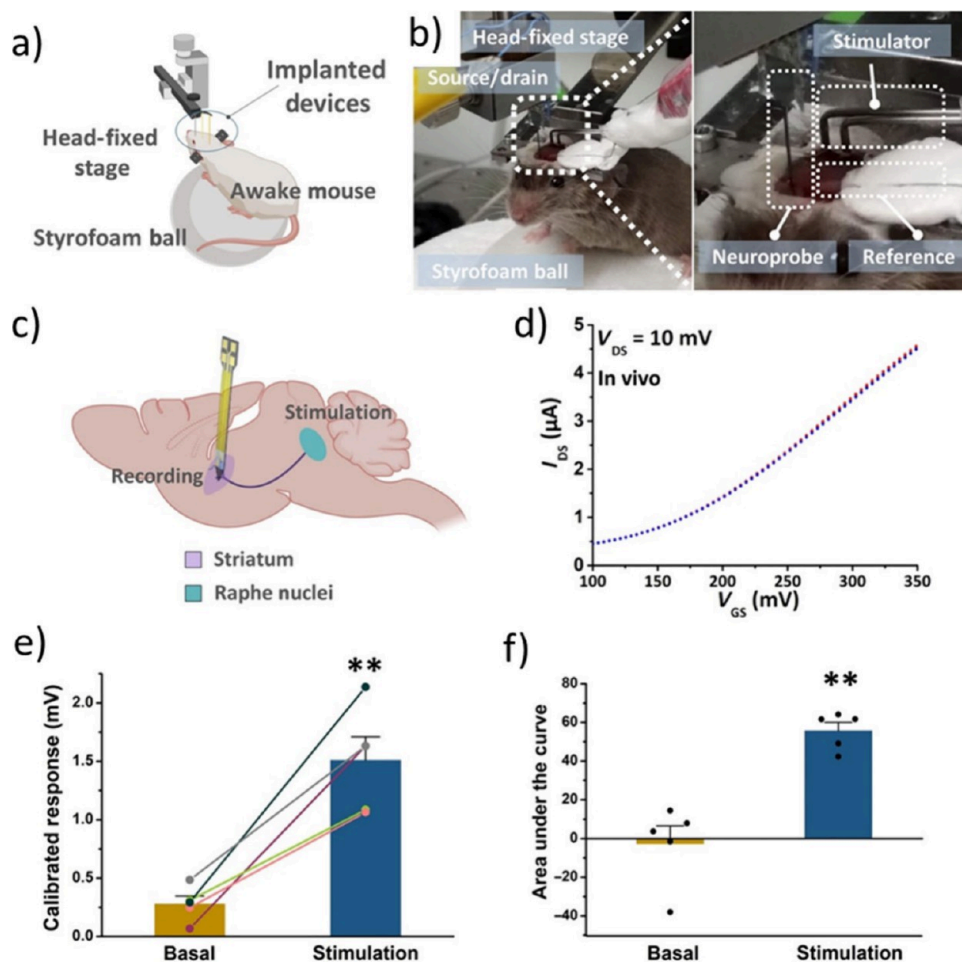 a)
Implanted
devices
Head-fixed
stage
Awake mouse
Styrofoam ball
b)
Head-fixed stage
Source/drain
Styrofoam ball
Stimulator
Neuroprobe
Reference
c)
Stimulation
Recording
Striatum
Raphe nuclei
d)
V_DS = 10 mV
In vivo
I_DS (µA)
5
4
3
2
1
0
100 150 200 250 300 350
V_GS (mV)
e)
**
Calibrated response (mV)
2.0
1.5
1.0
0.5
0.0
Basal Stimulation
f)
**
Area under the curve
80
60
40
20
0
−20
−40
Basal Stimulation